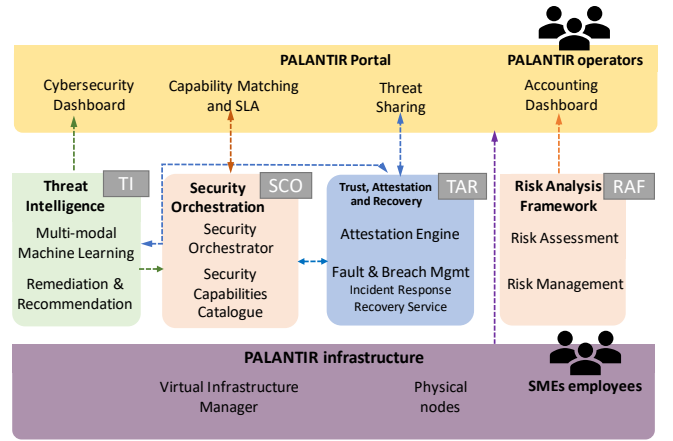 PALANTIR Portal
PALANTIR operators
Cybersecurity
Dashboard
Capability Matching
and SLA
Threat
Sharing
Accounting
Dashboard
Threat
Intelligence
TI
Multi-modal
Machine Learning
Remediation &
Recommendation
Security
Orchestration
SCO
Security
Orchestrator
Security
Capabilities
Catalogue
Trust, Attestation
and Recovery
TAR
Attestation Engine
Fault & Breach Mgmt
Incident Response
Recovery Service
Risk Analysis
Framework
RAF
Risk Assessment
Risk Management
PALANTIR infrastructure
Virtual Infrastructure
Manager
Physical
nodes
SMEs employees